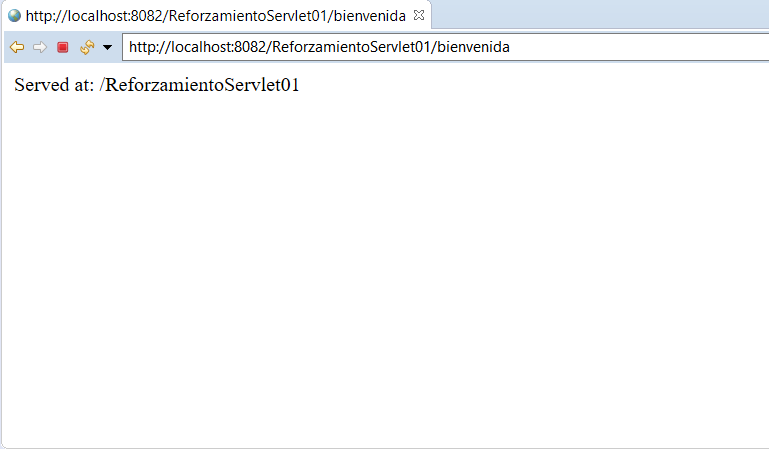 http://localhost:8082/ReforzamientoServlet01/bienvenida
http://localhost:8082/ReforzamientoServlet01/bienvenida
Served at: /ReforzamientoServlet01